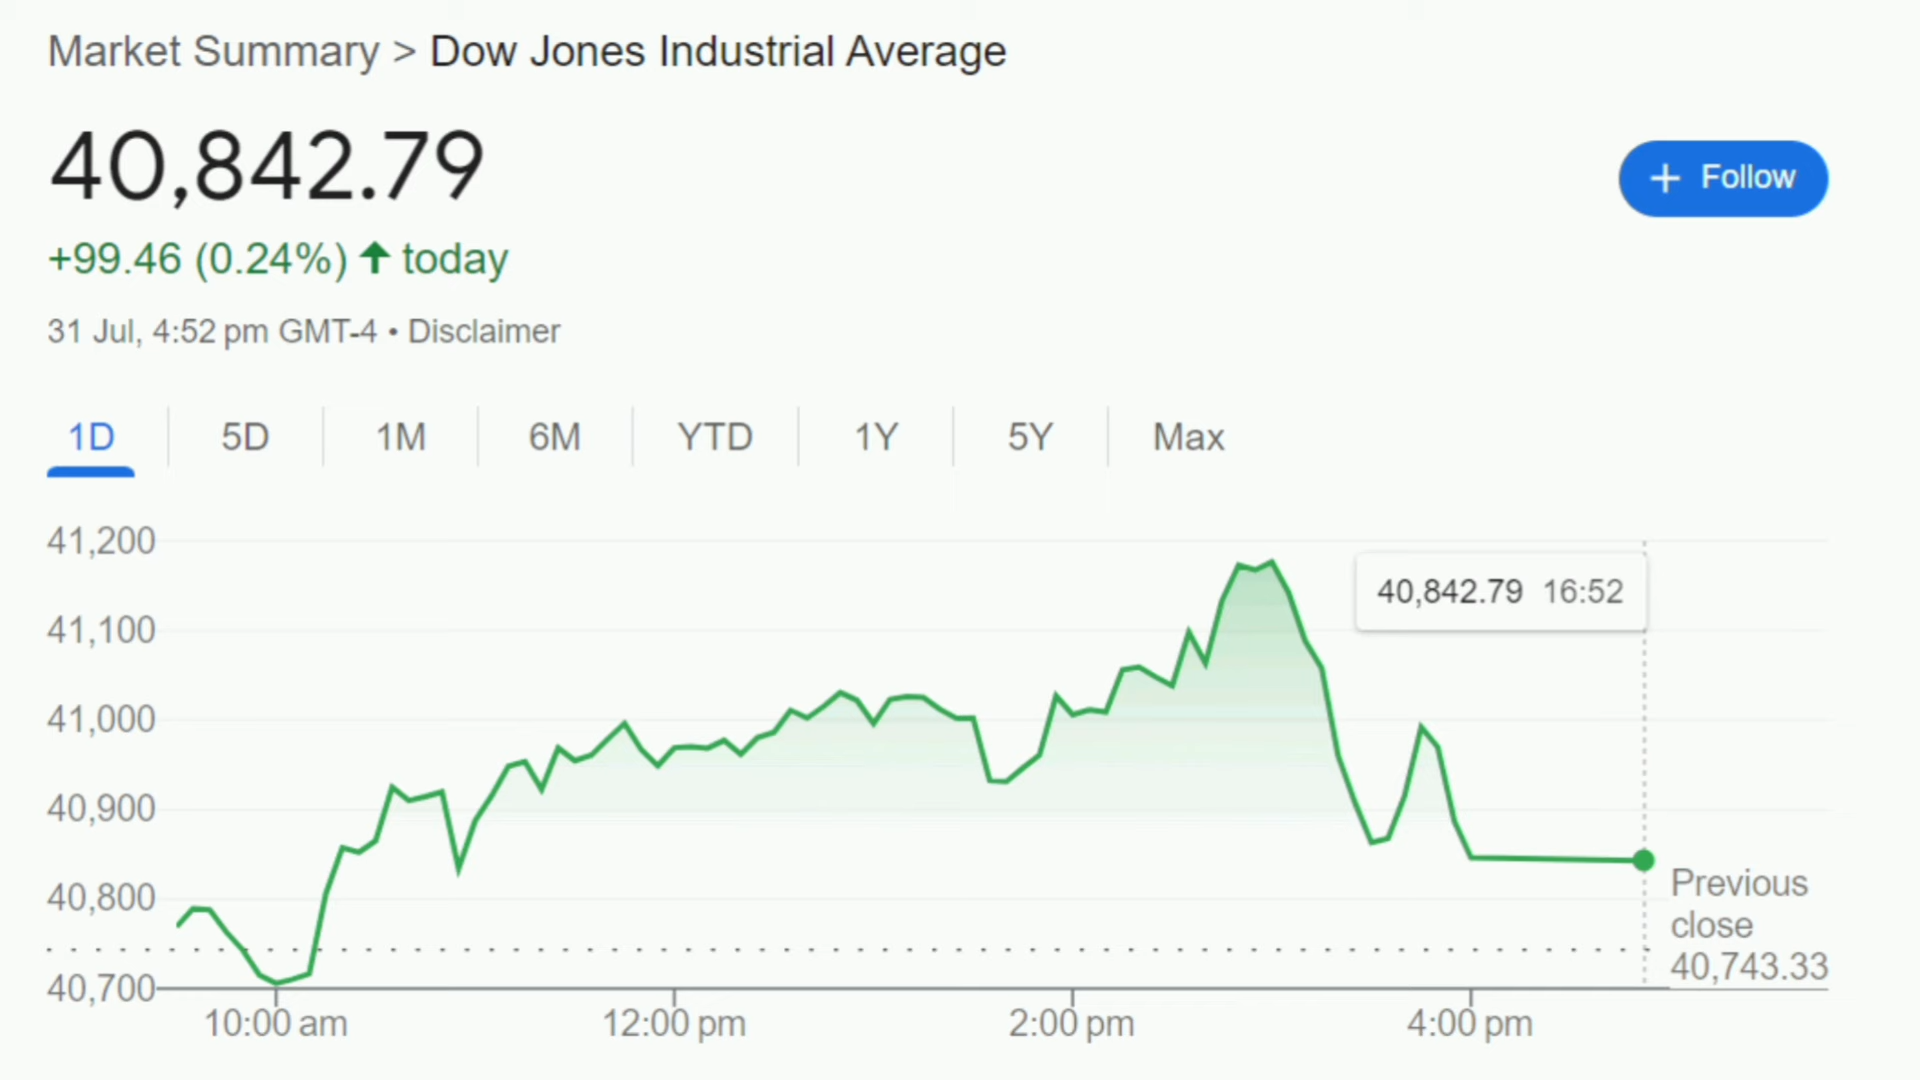 Market Summary > Dow Jones Industrial Average
40,842.79
+ Follow
+99.46 (0.24%) ↑ today
31 Jul, 4:52 pm GMT-4 • Disclaimer
1D 5D 1M 6M YTD 1Y 5Y Max
41,200
40,842.79 16:52
41,100
41,000
40,900
40,800
Previous
close
40,743.33
40,700
10:00 am 12:00 pm 2:00 pm 4:00 pm